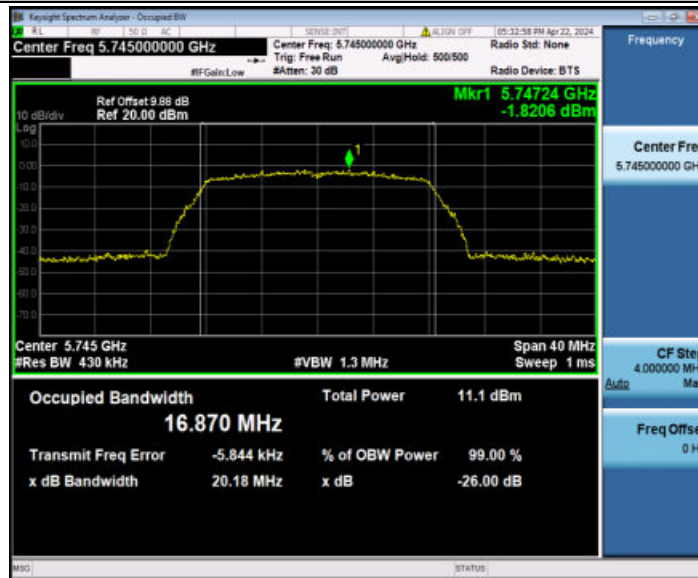 Keysight Spectrum Analyzer - Occupied BW
RL RF 50 Ω AC SENSE:INT ALIGN OFF 05:32:58 PM Apr 22, 2024
Center Freq 5.745000000 GHz
Center Freq: 5.745000000 GHz
Radio Std: None
Trig: Free Run Avg|Hold: 500/500
#IFGain:Low
#Atten: 30 dB
Radio Device: BTS
Frequency
Ref Offset 9.88 dB
Mkr1 5.74724 GHz
10 dB/div Ref 20.00 dBm
-1.8206 dBm
Log
10.0
0.00
-10.0
-20.0
-30.0
-40.0
-50.0
-60.0
-70.0
1
Center Fre
5.745000000 GH
Center 5.745 GHz
Span 40 MHz
#Res BW 430 kHz
#VBW 1.3 MHz
Sweep 1 ms
CF Ste
4.000000 MH
Auto Ma
Occupied Bandwidth
Total Power 11.1 dBm
16.870 MHz
Transmit Freq Error -5.844 kHz
% of OBW Power 99.00 %
x dB Bandwidth 20.18 MHz
x dB -26.00 dB
Freq Offse
0 H
MSG
STATUS